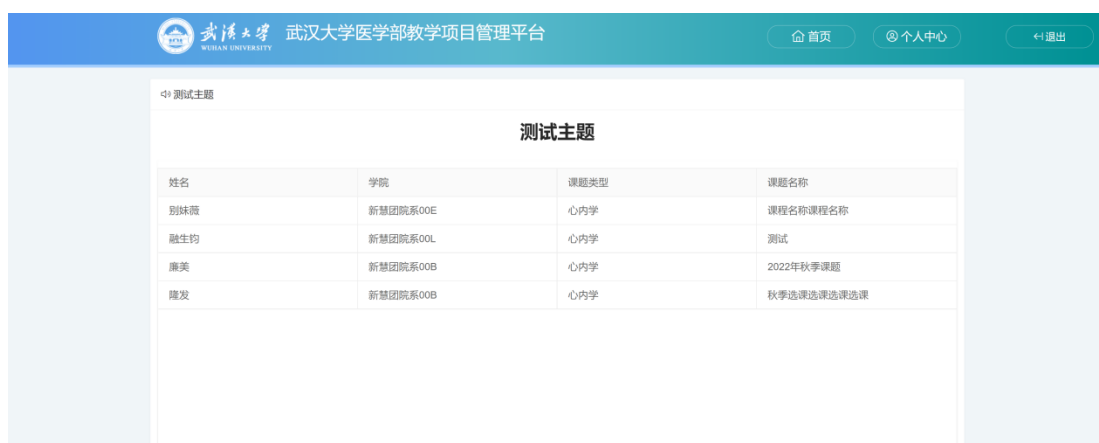 武汉大学 武汉大学医学部教学项目管理平台 首页 个人中心 退出
WUHAN UNIVERSITY
测试主题
测试主题
姓名 学院 课题类型 课题名称
别妹薇 新慧团院系00E 心内学 课程名称课程名称
融生钧 新慧团院系00L 心内学 测试
廉美 新慧团院系00B 心内学 2022年秋季课题
隆发 新慧团院系00B 心内学 秋季选课选课选课选课